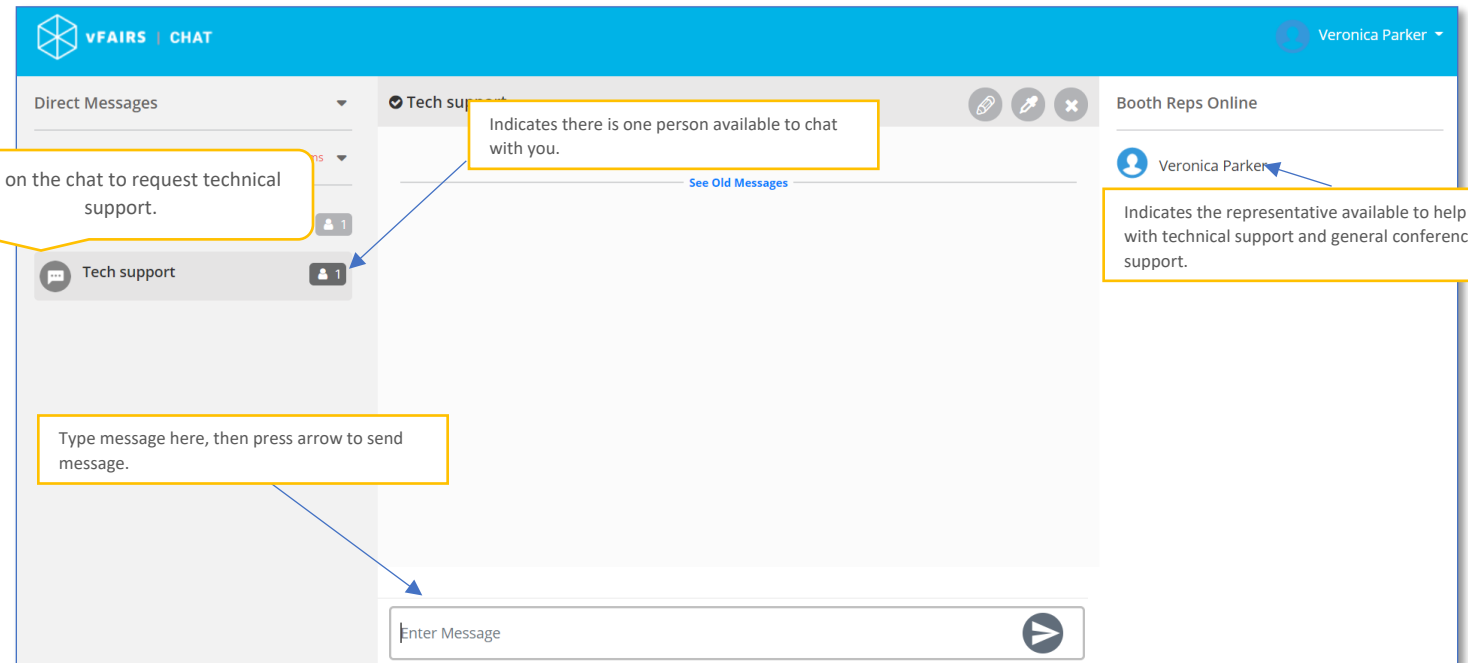 vFAIRS | CHAT
Veronica Parker
Direct Messages
Tech support
Booth Reps Online
Indicates there is one person available to chat
with you.
ns
on the chat to request technical
support.
See Old Messages
Veronica Parker
1
Indicates the representative available to help
with technical support and general conferenc
support.
Tech support
1
Type message here, then press arrow to send
message.
Enter Message